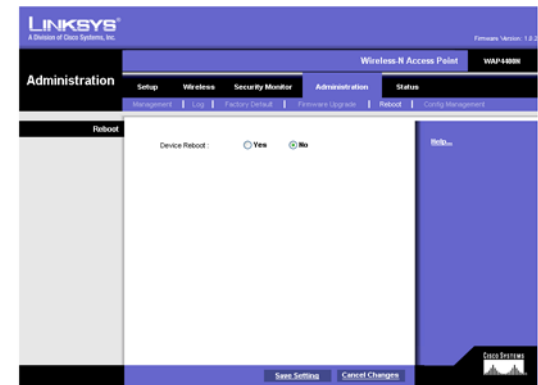 LINKSYS®
A Division of Cisco Systems, Inc.
Firmware Version: 1.0.2
Wireless-N Access Point
WAP4400N
Administration
Setup
Wireless
Security Monitor
Administration
Status
Management | Log | Factory Default | Firmware Upgrade | Reboot | Config Management
Reboot
Device Reboot :
Yes
No
Help...
Save Setting
Cancel Changes
CISCO SYSTEMS